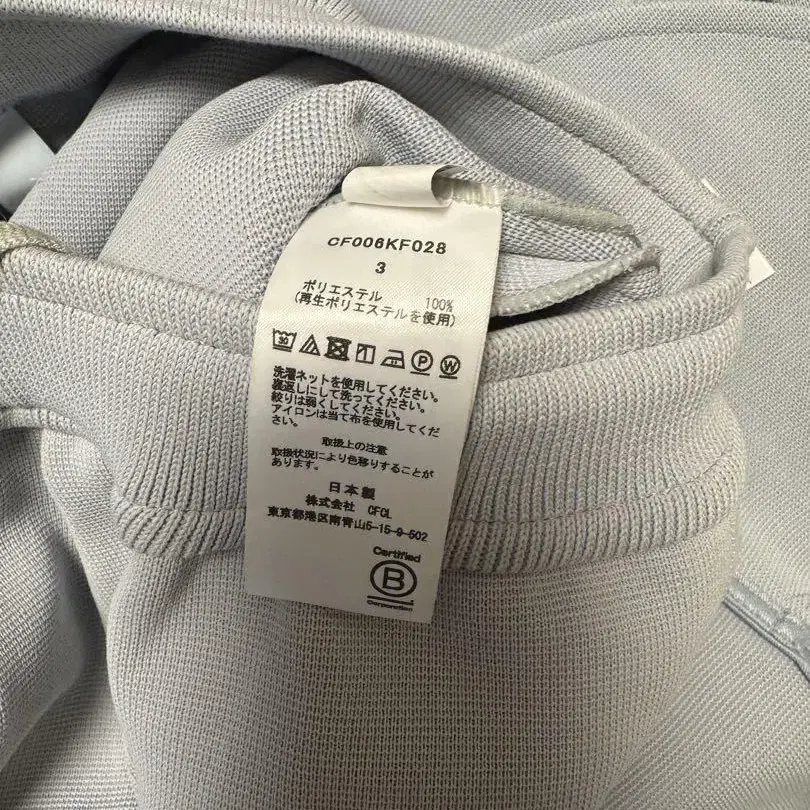 CF006KF028
3
ポリエステル 100%
(再生ポリエステルを使用)
30
P
W
洗濯ネットを使用してください。
裏返しにして洗ってください。
絞りは弱くしてください。
アイロンは当て布を使用してくだ
さい。
取扱上の注意
取扱状況により色移りすることが
あります。
日本製
株式会社 CFCL
東京都港区南青山6-15-9-502
Certified
B
Corporation